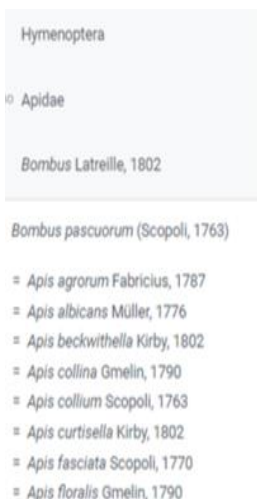 Hymenoptera
Apidae
Bombus Latreille, 1802
Bombus pascuorum (Scopoli, 1763)
= Apis agrorum Fabricius, 1787
= Apis albicans Müller, 1776
= Apis beckwithella Kirby, 1802
= Apis collina Gmelin, 1790
= Apis collium Scopoli, 1763
= Apis curtisella Kirby, 1802
= Apis fasciata Scopoli, 1770
= Apis floralis Gmelin, 1790